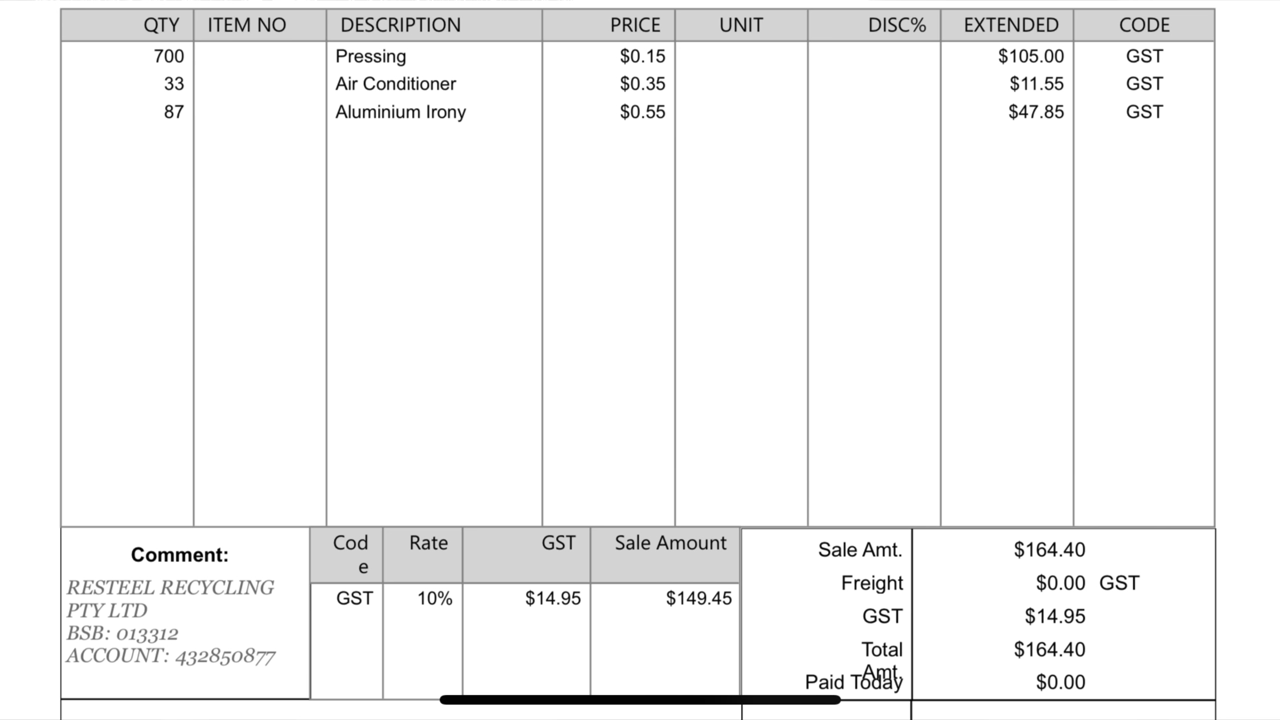 QTY ITEM NO DESCRIPTION PRICE UNIT DISC% EXTENDED CODE
700 Pressing $0.15 $105.00 GST
33 Air Conditioner $0.35 $11.55 GST
87 Aluminium Irony $0.55 $47.85 GST
Comment:
RESTEEL RECYCLING
PTY LTD
BSB: 013312
ACCOUNT: 432850877
Cod
e
Rate GST Sale Amount
GST 10% $14.95 $149.45
Sale Amt. $164.40
Freight $0.00 GST
GST $14.95
Total $164.40
Amt.
Paid Today $0.00